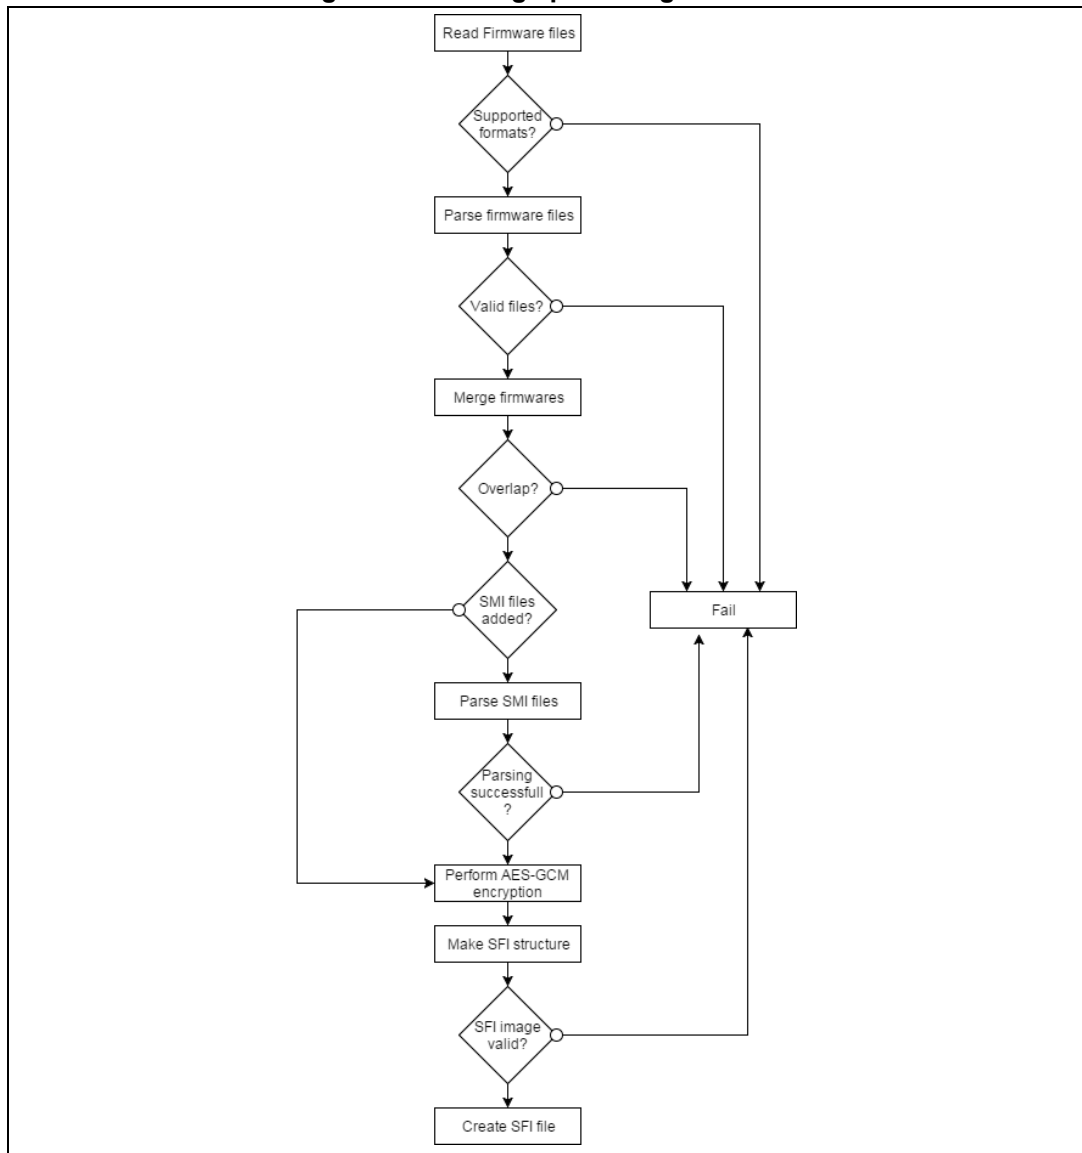 Read Firmware files
Supported
formats?
Parse firmware files
Valid files?
Merge firmwares
Overlap?
SMI files
added?
Fail
Parse SMI files
Parsing
successfull
?
Perform AES-GCM
encryption
Make SFI structure
SFI image
valid?
Create SFI file